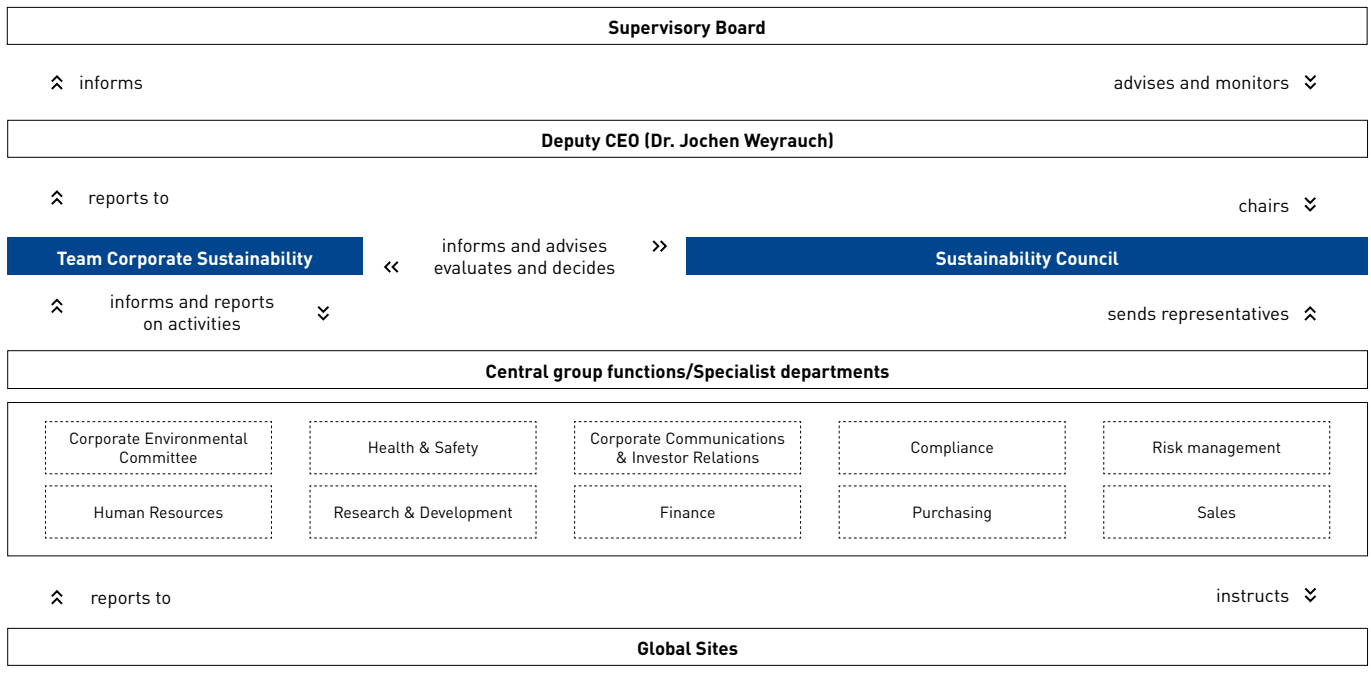 Supervisory Board
informs
advises and monitors
Deputy CEO (Dr. Jochen Weyrauch)
reports to
chairs
Team Corporate Sustainability
informs and advises
evaluates and decides
Sustainability Council
informs and reports
on activities
sends representatives
Central group functions/Specialist departments
Corporate Environmental
Committee
Health & Safety
Corporate Communications
& Investor Relations
Compliance
Risk management
Human Resources
Research & Development
Finance
Purchasing
Sales
reports to
instructs
Global Sites